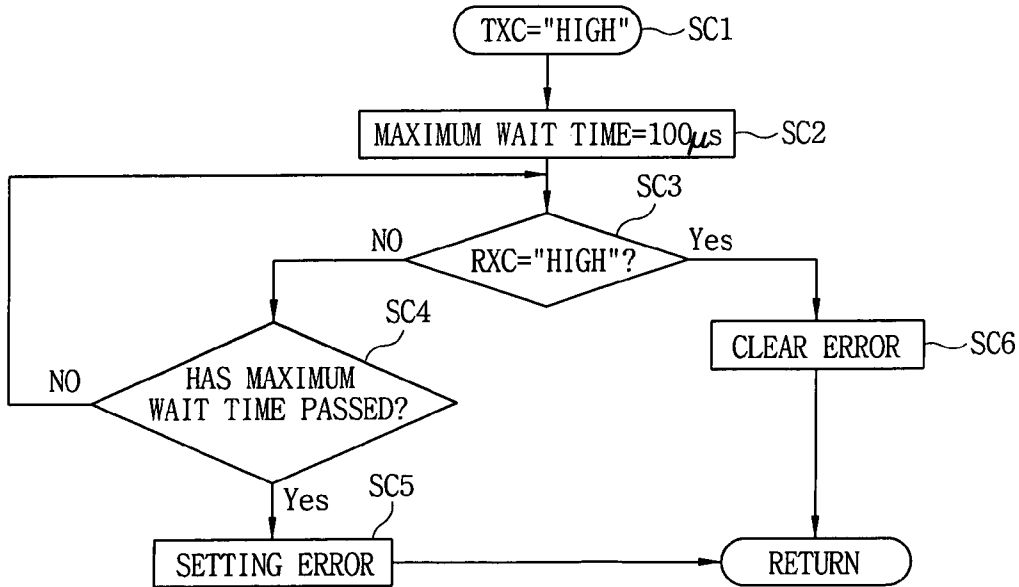 TXC="HIGH"
SC1
MAXIMUM WAIT TIME=100μs
SC2
SC3
RXC="HIGH"?
NO
Yes
SC4
HAS MAXIMUM
WAIT TIME PASSED?
NO
Yes
CLEAR ERROR
SC6
SC5
SETTING ERROR
RETURN